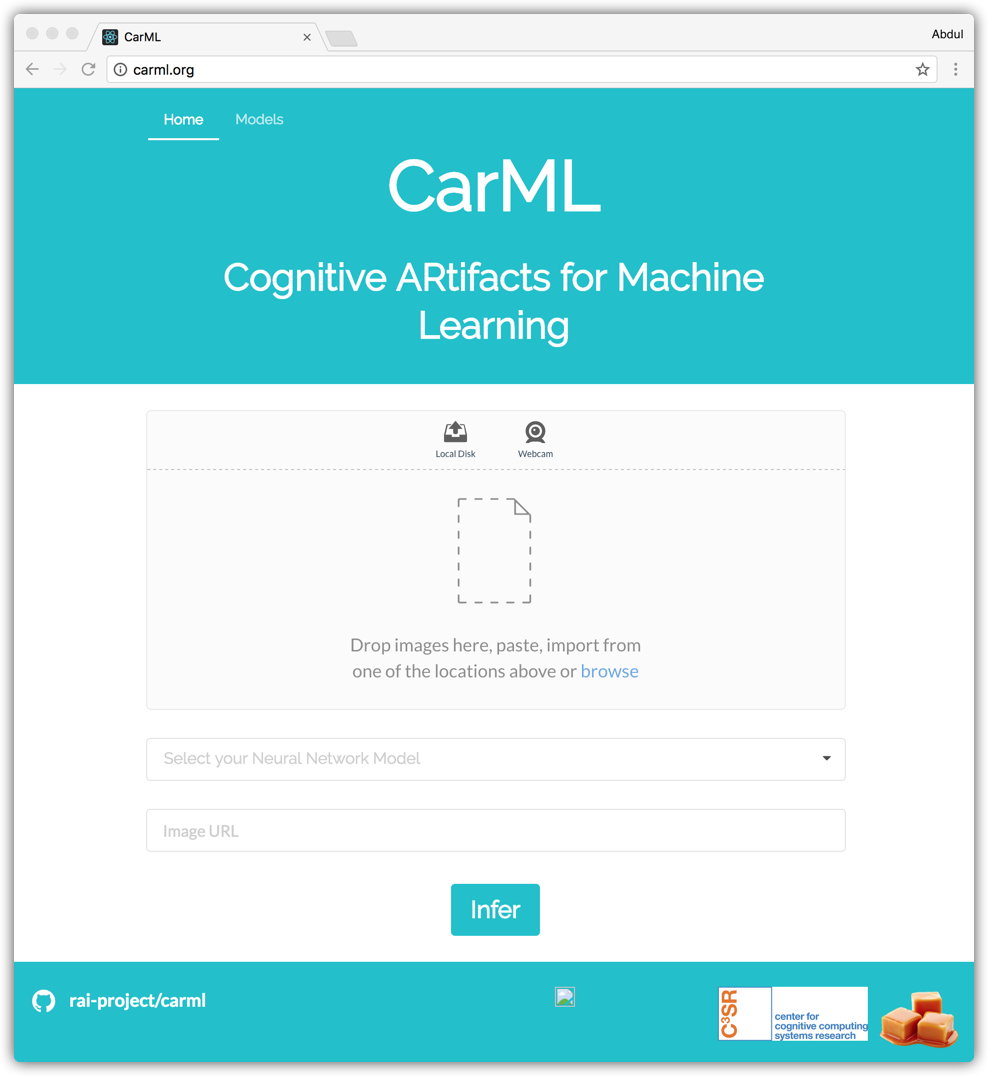 CarML
Abdul
carml.org
Home
Models
CarML
Cognitive ARtifacts for Machine
Learning
Local Disk
Webcam
Drop images here, paste, import from
one of the locations above or browse
Select your Neural Network Model
Image URL
Infer
rai-project/carml
C³SR
center for
cognitive computing
systems research